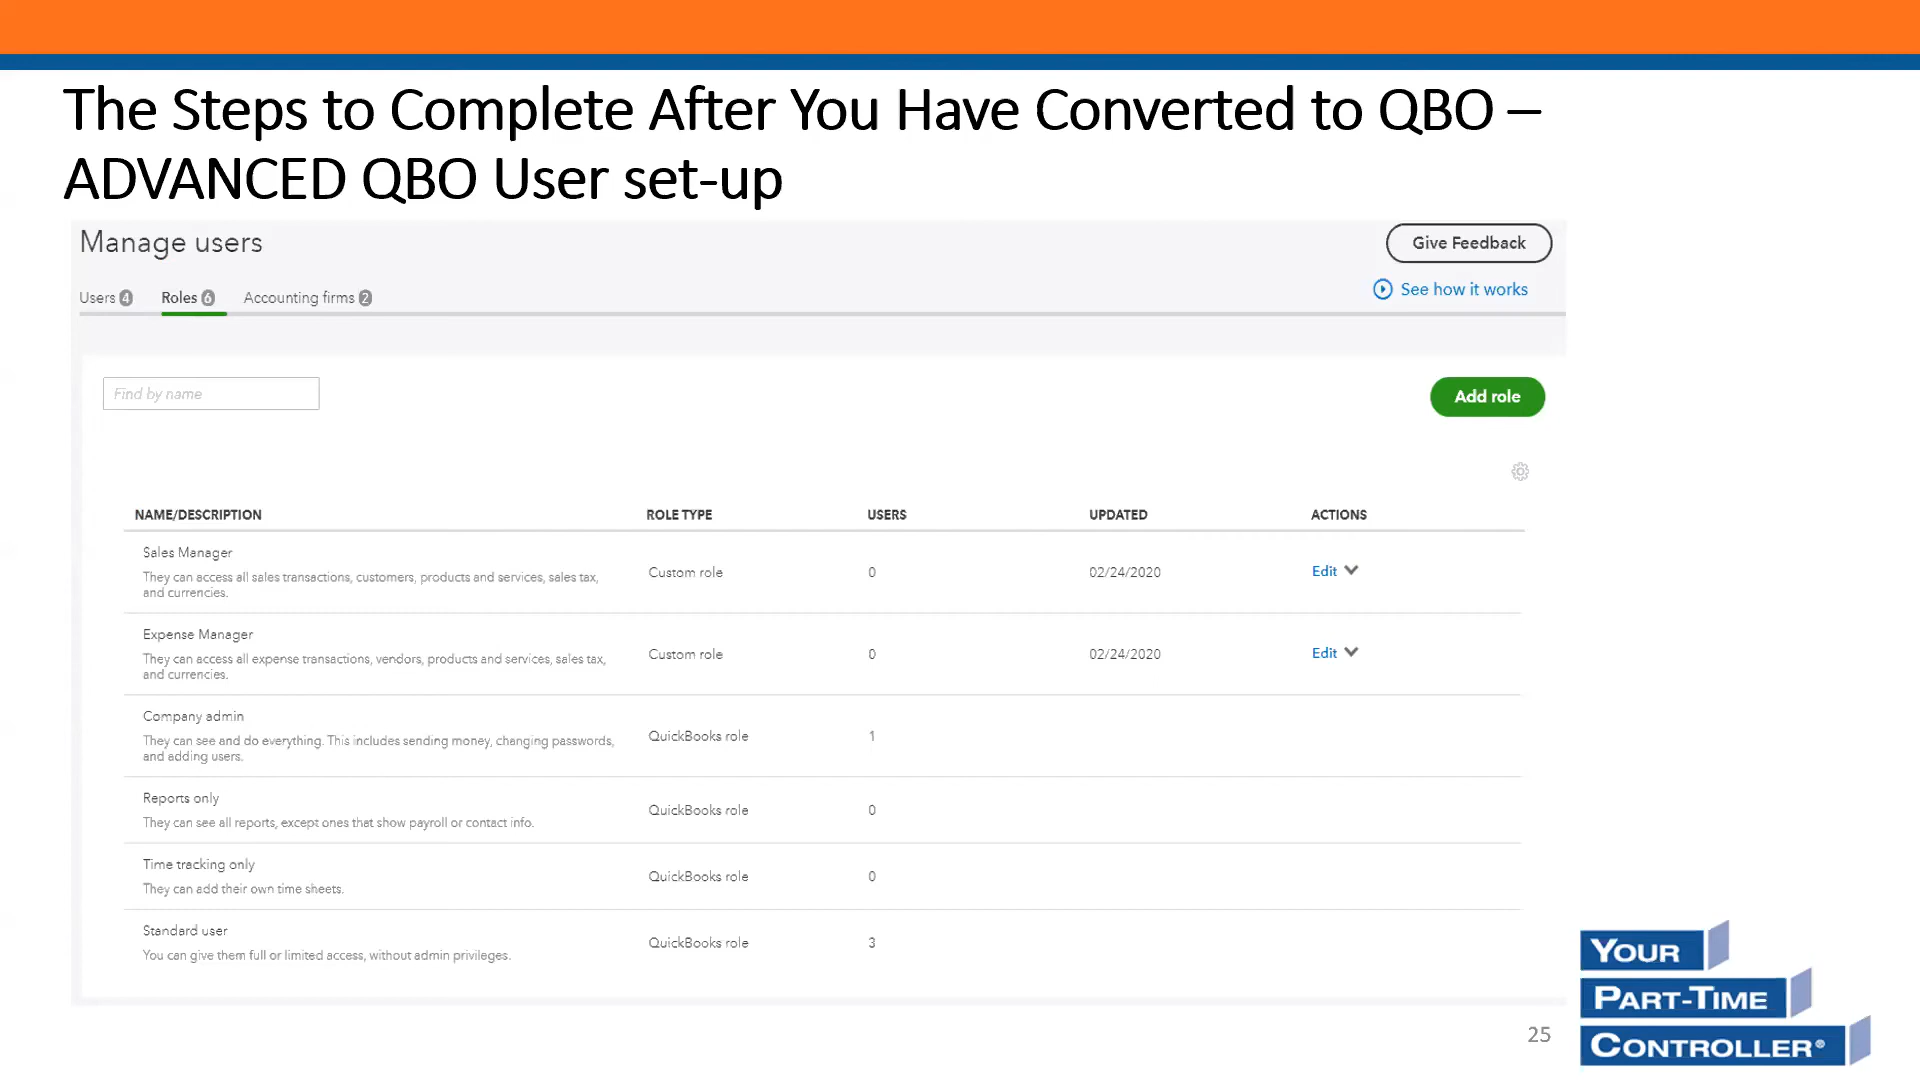 The Steps to Complete After You Have Converted to QBO –
ADVANCED QBO User set-up
Manage users
Give Feedback
Users 4 Roles 6 Accounting firms 2
See how it works
Find by name
Add role
NAME/DESCRIPTION ROLE TYPE USERS UPDATED ACTIONS
Sales Manager
They can access all sales transactions, customers, products and services, sales tax,
and currencies.
Custom role 0 02/24/2020 Edit
Expense Manager
They can access all expense transactions, vendors, products and services, sales tax,
and currencies.
Custom role 0 02/24/2020 Edit
Company admin
They can see and do everything. This includes sending money, changing passwords,
and adding users.
QuickBooks role 1
Reports only
They can see all reports, except ones that show payroll or contact info.
QuickBooks role 0
Time tracking only
They can add their own time sheets.
QuickBooks role 0
Standard user
You can give them full or limited access, without admin privileges.
QuickBooks role 3
25
YOUR
PART-TIME
CONTROLLER®